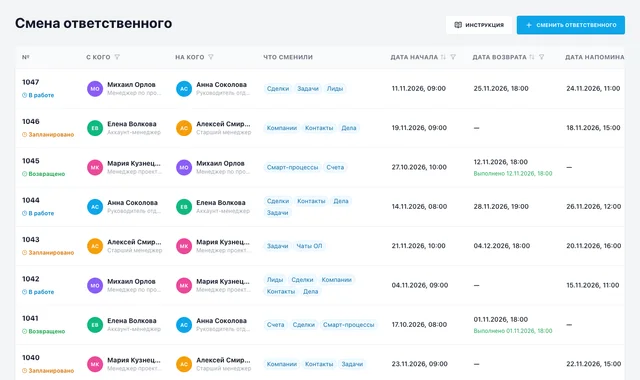 Смена ответственного
ИНСТРУКЦИЯ
+ СМЕНИТЬ ОТВЕТСТВЕННОГО
№ С КОГО НА КОГО ЧТО СМЕНИЛИ ДАТА НАЧАЛА ДАТА ВОЗВРАТА ДАТА НАПОМИНА
1047
В работе
МО Михаил Орлов
Менеджер по про...
АС Анна Соколова
Руководитель отд...
Сделки Задачи Лиды
11.11.2026, 09:00
25.11.2026, 18:00
24.11.2026, 11:00
1046
Запланировано
ЕВ Елена Волкова
Аккаунт-менеджер
АС Алексей Смир...
Старший менеджер
Компании Контакты Дела
19.11.2026, 09:00
—
18.11.2026, 15:00
1045
Возвращено
МК Мария Кузнец...
Менеджер проект...
МО Михаил Орлов
Менеджер по про...
Смарт-процессы Счета
27.10.2026, 10:00
12.11.2026, 18:00
Выполнено 12.11.2026, 18:00
—
1044
В работе
АС Анна Соколова
Руководитель отд...
ЕВ Елена Волкова
Аккаунт-менеджер
Сделки Контакты Дела
Задачи
14.11.2026, 08:00
28.11.2026, 19:00
26.11.2026, 12:00
1043
Запланировано
АС Алексей Смир...
Старший менеджер
МК Мария Кузнец...
Менеджер проект...
Задачи Чаты ОЛ
21.11.2026, 10:00
04.12.2026, 18:00
20.11.2026, 16:00
1042
В работе
МО Михаил Орлов
Менеджер по про...
МК Мария Кузнец...
Менеджер проект...
Лиды Сделки Компании
Контакты Дела
04.11.2026, 09:00
—
15.11.2026, 11:00
1041
Возвращено
ЕВ Елена Волкова
Аккаунт-менеджер
АС Анна Соколова
Руководитель отд...
Счета Сделки Смарт-процессы
17.10.2026, 08:00
01.11.2026, 18:00
Выполнено 01.11.2026, 18:00
—
1040
Запланировано
МК Мария Кузнец...
Менеджер проект...
АС Алексей Смир...
Старший менеджер
Компании Контакты Задачи
23.11.2026, 09:00
—
22.11.2026, 15:00